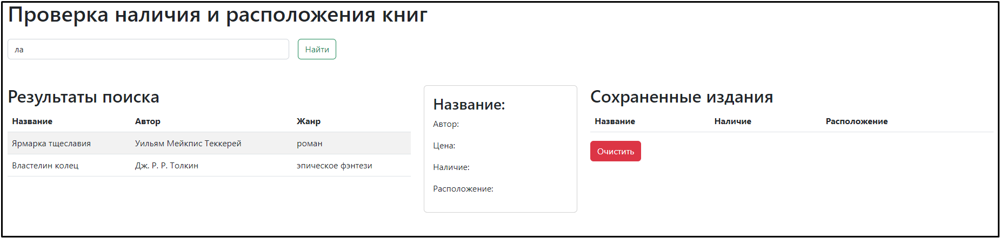 Проверка наличия и расположения книг
ла
Найти
Результаты поиска
Название Автор Жанр
Ярмарка тщеславия Уильям Мейкпис Теккерей роман
Властелин колец Дж. Р. Р. Толкин эпическое фэнтези
Название:
Автор:
Цена:
Наличие:
Расположение:
Сохраненные издания
Название Наличие Расположение
Очистить